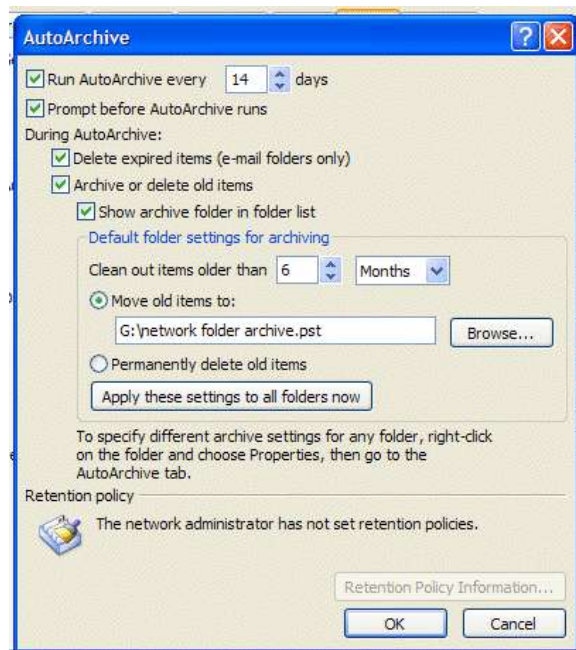 AutoArchive
Run AutoArchive every 14 days
Prompt before AutoArchive runs
During AutoArchive:
Delete expired items (e-mail folders only)
Archive or delete old items
Show archive folder in folder list
Default folder settings for archiving
Clean out items older than 6 Months
Move old items to:
G:\network folder archive.pst Browse...
Permanently delete old items
Apply these settings to all folders now
To specify different archive settings for any folder, right-click
on the folder and choose Properties, then go to the
AutoArchive tab.
Retention policy
The network administrator has not set retention policies.
Retention Policy Information...
OK Cancel